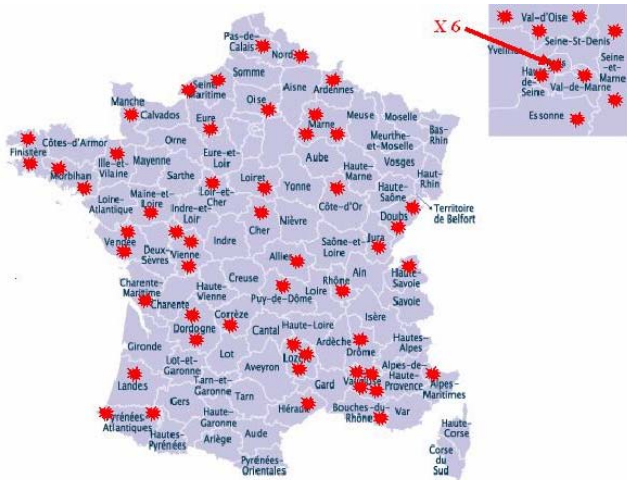 X 6
Val-d'Oise
Seine-St-Denis
Seine-
et-
Marne
Val-de-Marne
Seine
Essonne
Pas-de-
Calais
Nord
Somme
Seine
Maritime
Aisne
Ardennes
Oise
Manche
Calvados
Eure
Marne
Meuse
Moselle
Bas-
Rhin
Meurthe-
et-Moselle
Orne
Côtes-d'Armor
Finistère
Ille-et
Vilaine
Mayenne
Eure-et-
Loir
Aube
Haute-
Marne
Vosges
Haut-
Rhin
Morbihan
Sarthe
Loir-et-
Cher
Loiret
Yonne
Haute-
Saône
Côte-d'Or
Territoire
de Belfort
Loire-
Atlantique
Maine-et-
Loire
Indre-et-
Loir
Cher
Nièvre
Doubs
Vendée
Deux-
Sèvres
Vienne
Indre
Saône-et
Loire
Jura
Allies
Creuse
Ain
Haute-
Savoie
Charente-
Maritime
Charente
Haute-
Vienne
Puy-de-Dôme
Rhône
Loire
Savoie
Isère
Corrèze
Dordogne
Cantal
Haute-Loire
Ardèche
Drôme
Hautes-
Alpes
Gironde
Lot
Lot-et-
Garonne
Aveyron
Gard
Alpes-de-
Haute-
Provence
Alpes-
Maritimes
Landes
Tarn-et-
Garonne
Tarn
Gers
Haute-
Garonne
Bouches-du-
Rhône
Var
Pyrénées
Atlantiques
Hautes-
Pyrénées
Ariège
Aude
Pyrénées-
Orientales
Haute-
Corse
Corse
du Sud